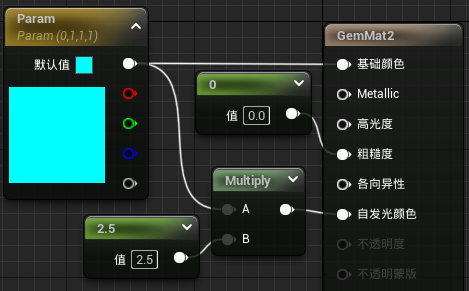 Param
Param (0,1,1,1)
默认值
0
值 0.0
Multiply
A
B
2.5
值 2.5
GemMat2
基础颜色
Metallic
高光度
粗糙度
各向异性
自发光颜色
不透明度
不透明蒙版